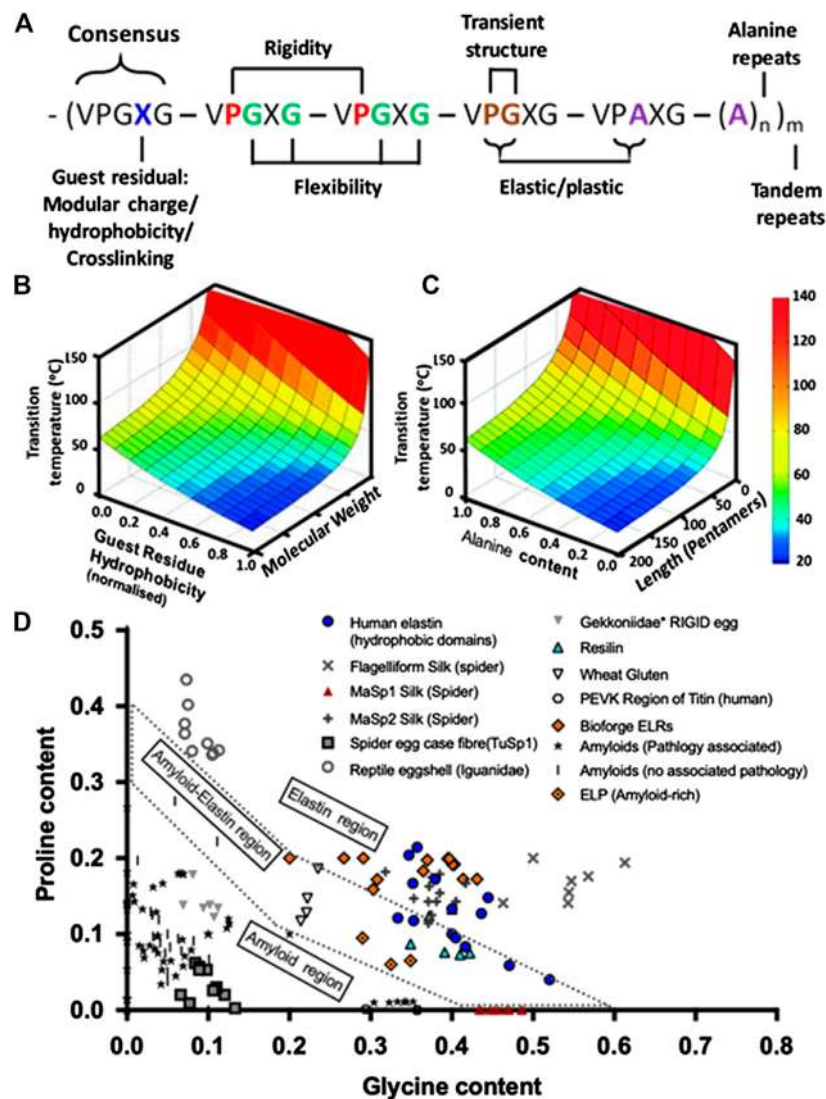 A
Consensus
Rigidity
Transient
structure
Alanine
repeats
- (VPGXG – VPGXG – VPGXG – VPGXG – VPAXG – (A)n)m
Guest residual:
Modular charge/
hydrophobicity/
Crosslinking
Flexibility
Elastic/plastic
Tandem
repeats
B
Transition
temperature (°C)
150
100
50
0
0.0
0.2
0.4
0.6
0.8
1.0
Guest Residue
Hydrophobicity
(normalised)
Molecular Weight
C
Transition
temperature (°C)
150
100
50
0
1.0
0.8
0.6
0.4
0.2
0.0
Alanine content
200
150
100
50
0
Length (Pentamers)
140
120
100
80
60
40
20
D
Proline content
0.5
0.4
0.3
0.2
0.1
0.0
0.0 0.1 0.2 0.3 0.4 0.5 0.6 0.7 0.8
Glycine content
Amyloid-Elastin region
Elastin region
Amyloid region
Human elastin
(hydrophobic domains)
Flagelliform Silk (spider)
MaSp1 Silk (Spider)
MaSp2 Silk (Spider)
Spider egg case fibre(TuSp1)
Reptile eggshell (Iguanidae)
Gekkoniidae* RIGID egg
Resilin
Wheat Gluten
PEVK Region of Titin (human)
Bioforge ELRs
Amyloids (Pathlogy associated)
Amyloids (no associated pathology)
ELP (Amyloid-rich)